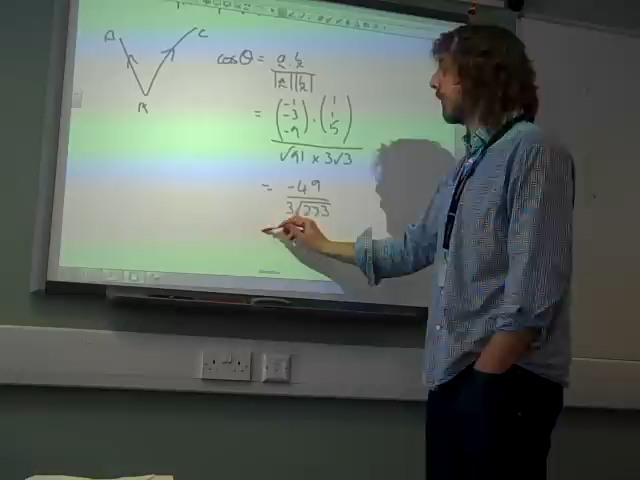 B
C
A
cosθ = a . b
|a||b|
= (-1 -3 -9) . (1 1 5)
√91 × 3√3
= -49
3√273